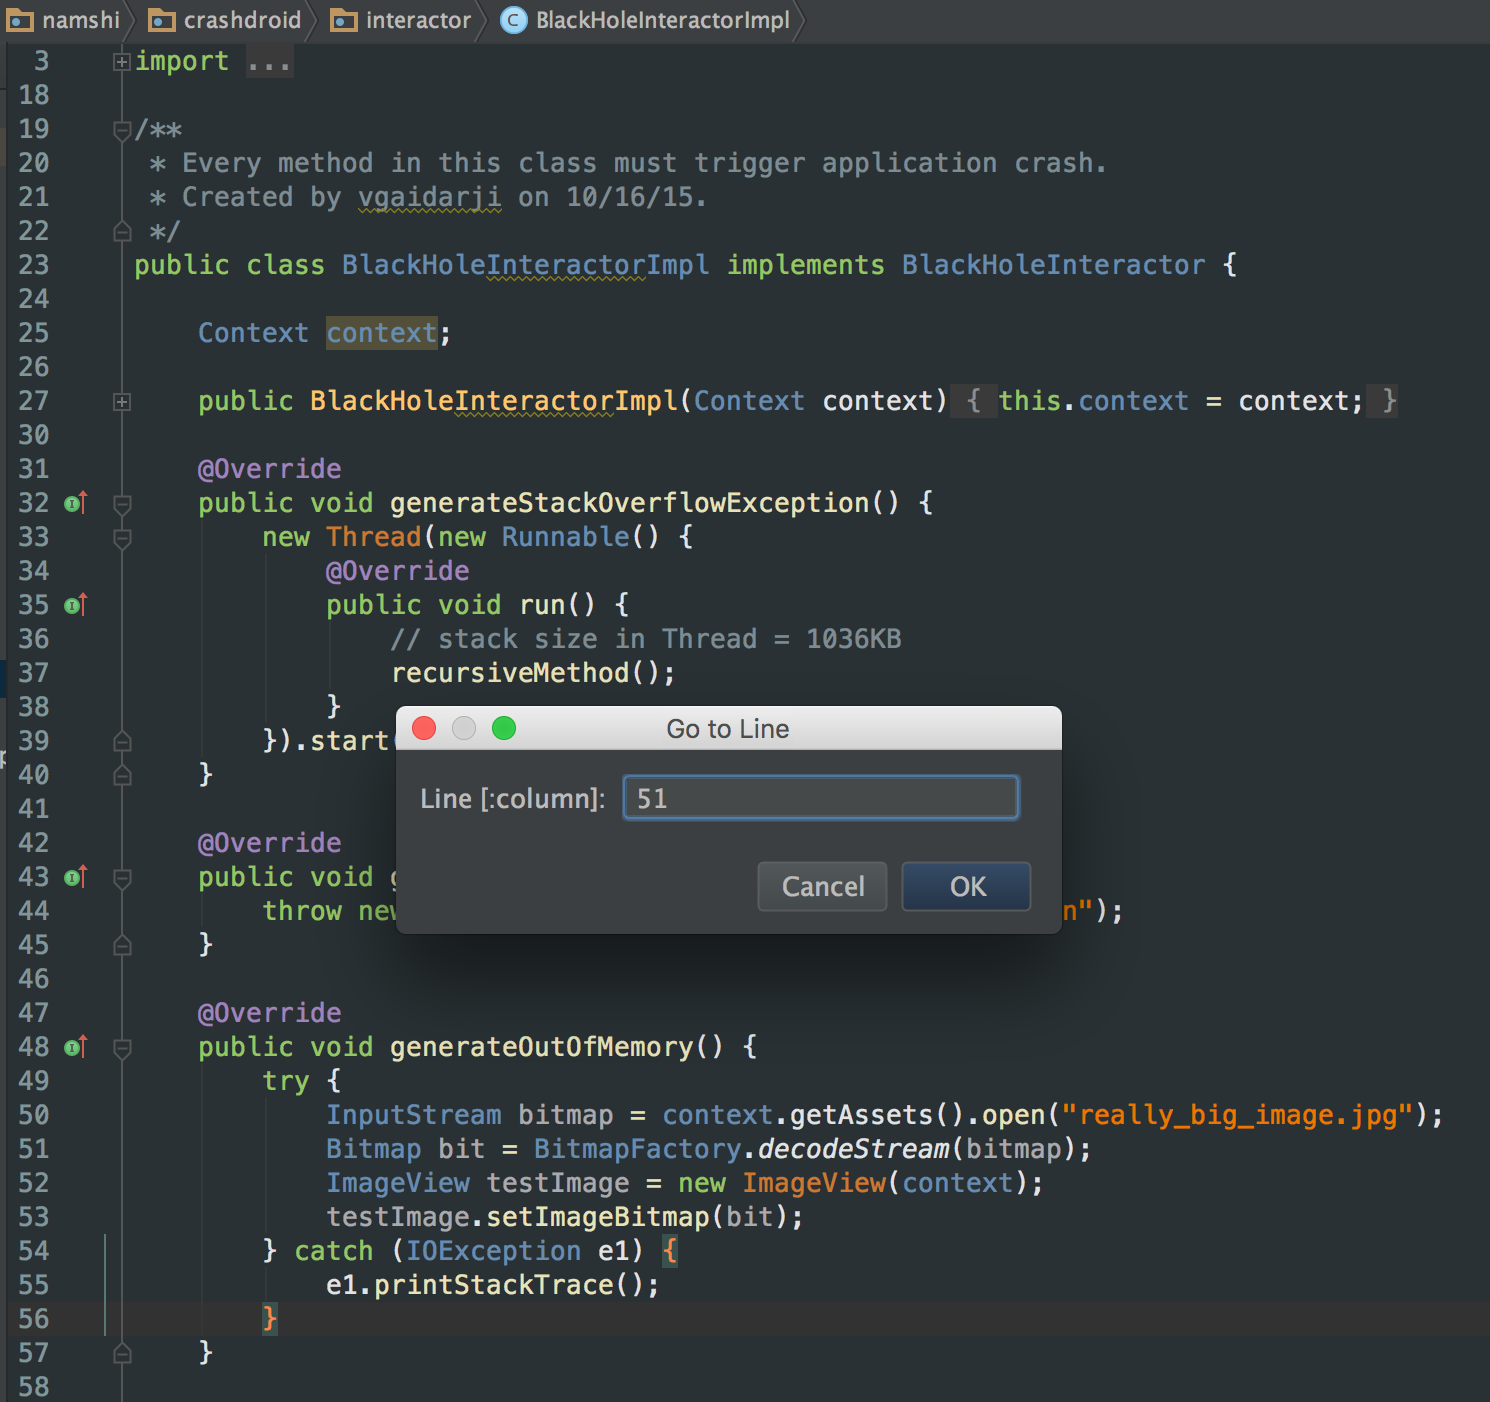 namshi crashdroid interactor C BlackHoleInteractorImpl
3 import ...
18
19 /**
20 * Every method in this class must trigger application crash.
21 * Created by vgaidarji on 10/16/15.
22 */
23 public class BlackHoleInteractorImpl implements BlackHoleInteractor {
24
25 Context context;
26
27 public BlackHoleInteractorImpl(Context context) { this.context = context; }
30
31 @Override
32 public void generateStackOverflowException() {
33 new Thread(new Runnable() {
34 @Override
35 public void run() {
36 // stack size in Thread = 1036KB
37 recursiveMethod();
38 }
39 }).start
40 }
41
42 @Override
43 public void
44 throw new n");
45 }
46
47 @Override
48 public void generateOutOfMemory() {
49 try {
50 InputStream bitmap = context.getAssets().open("really_big_image.jpg");
51 Bitmap bit = BitmapFactory.decodeStream(bitmap);
52 ImageView testImage = new ImageView(context);
53 testImage.setImageBitmap(bit);
54 } catch (IOException e1) {
55 e1.printStackTrace();
56 }
57 }
58
Go to Line
Line [:column]: 51
Cancel OK